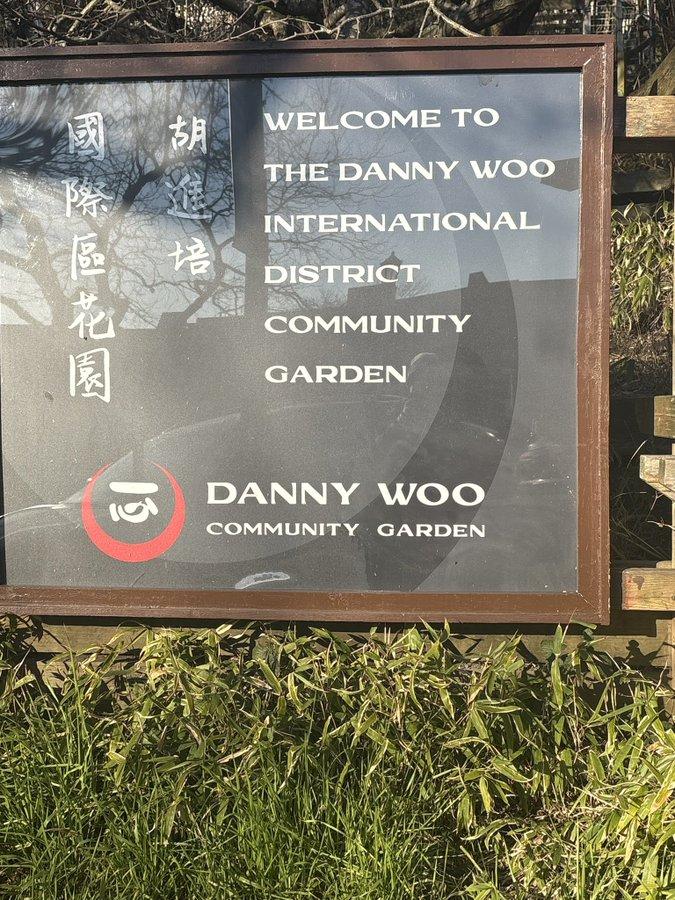 胡進培
國際區花園
WELCOME TO
THE DANNY WOO
INTERNATIONAL
DISTRICT
COMMUNITY
GARDEN
DANNY WOO
COMMUNITY GARDEN